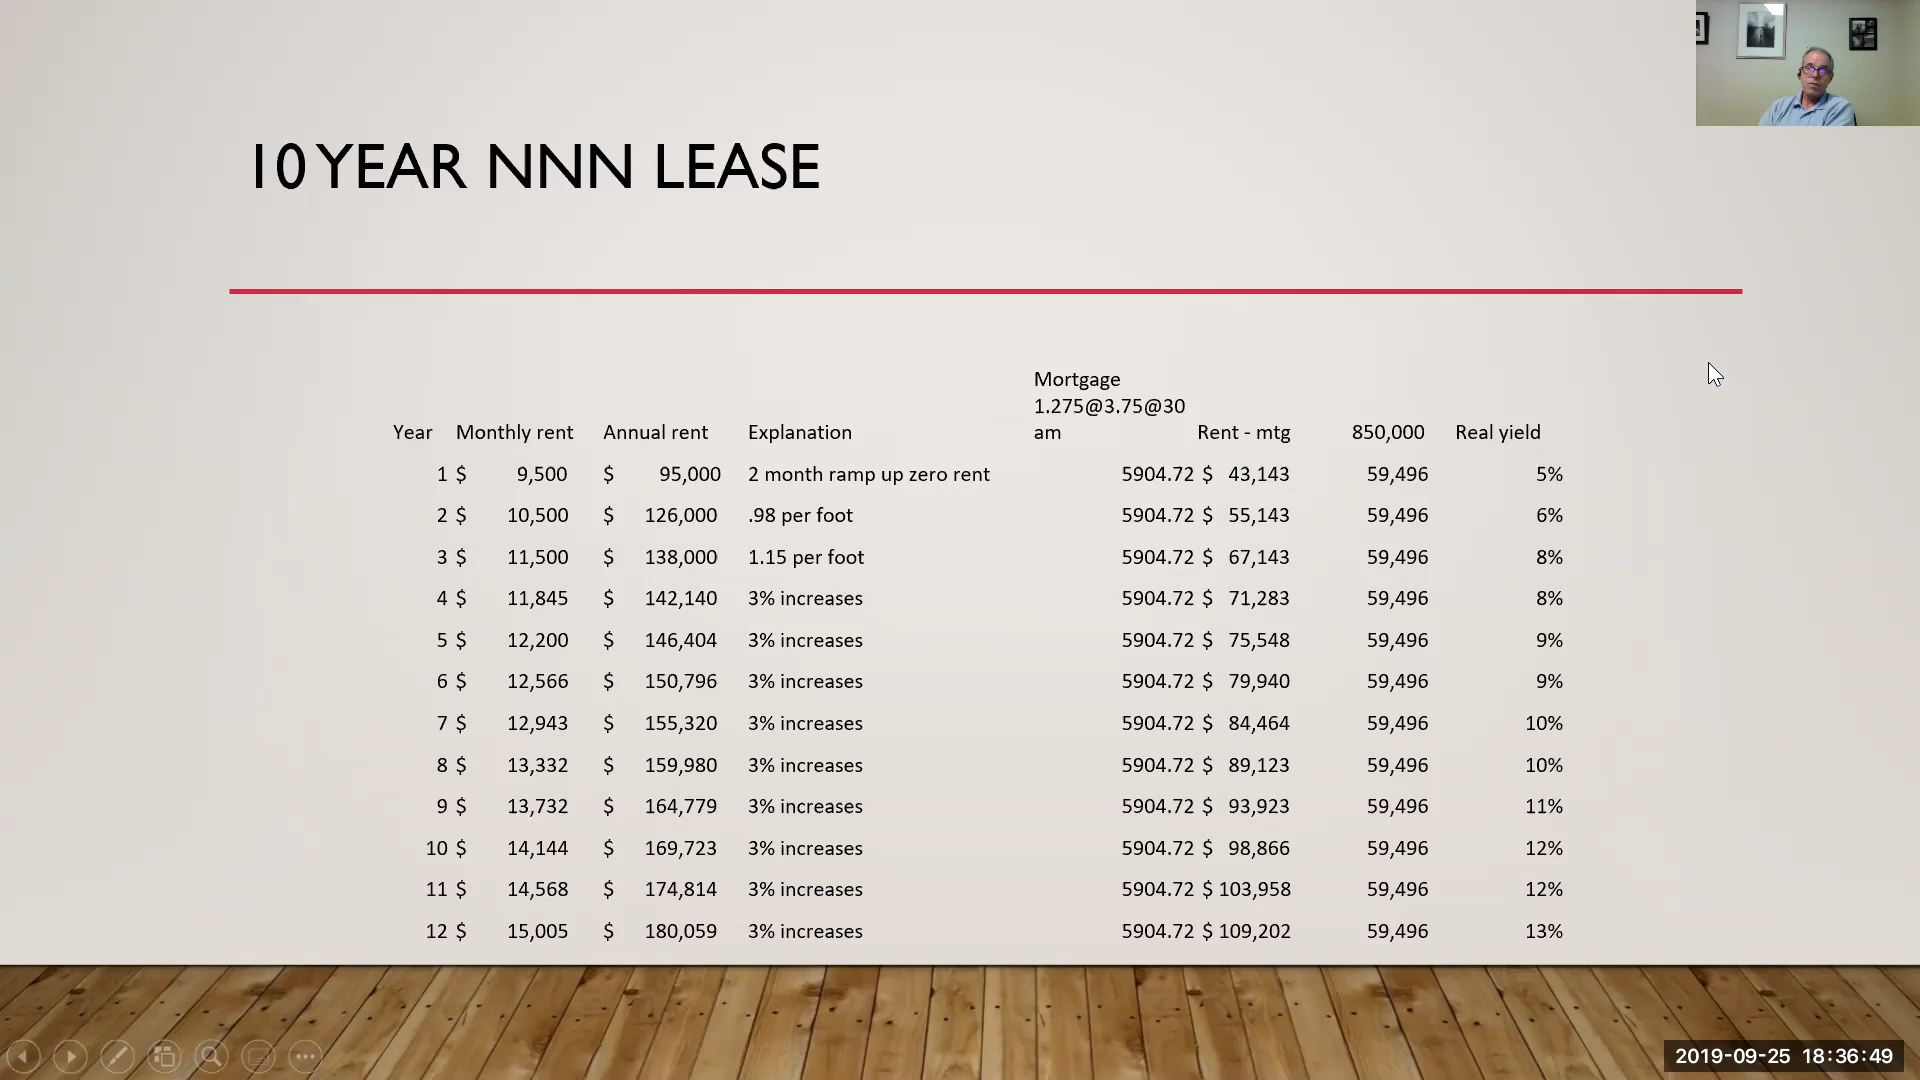 10 YEAR NNN LEASE
Mortgage
1.275@3.75@30
Year Monthly rent Annual rent Explanation am Rent - mtg 850,000 Real yield
1 $ 9,500 $ 95,000 2 month ramp up zero rent 5904.72 $ 43,143 59,496 5%
2 $ 10,500 $ 126,000 .98 per foot 5904.72 $ 55,143 59,496 6%
3 $ 11,500 $ 138,000 1.15 per foot 5904.72 $ 67,143 59,496 8%
4 $ 11,845 $ 142,140 3% increases 5904.72 $ 71,283 59,496 8%
5 $ 12,200 $ 146,404 3% increases 5904.72 $ 75,548 59,496 9%
6 $ 12,566 $ 150,796 3% increases 5904.72 $ 79,940 59,496 9%
7 $ 12,943 $ 155,320 3% increases 5904.72 $ 84,464 59,496 10%
8 $ 13,332 $ 159,980 3% increases 5904.72 $ 89,123 59,496 10%
9 $ 13,732 $ 164,779 3% increases 5904.72 $ 93,923 59,496 11%
10 $ 14,144 $ 169,723 3% increases 5904.72 $ 98,866 59,496 12%
11 $ 14,568 $ 174,814 3% increases 5904.72 $ 103,958 59,496 12%
12 $ 15,005 $ 180,059 3% increases 5904.72 $ 109,202 59,496 13%
2019-09-25 18:36:49